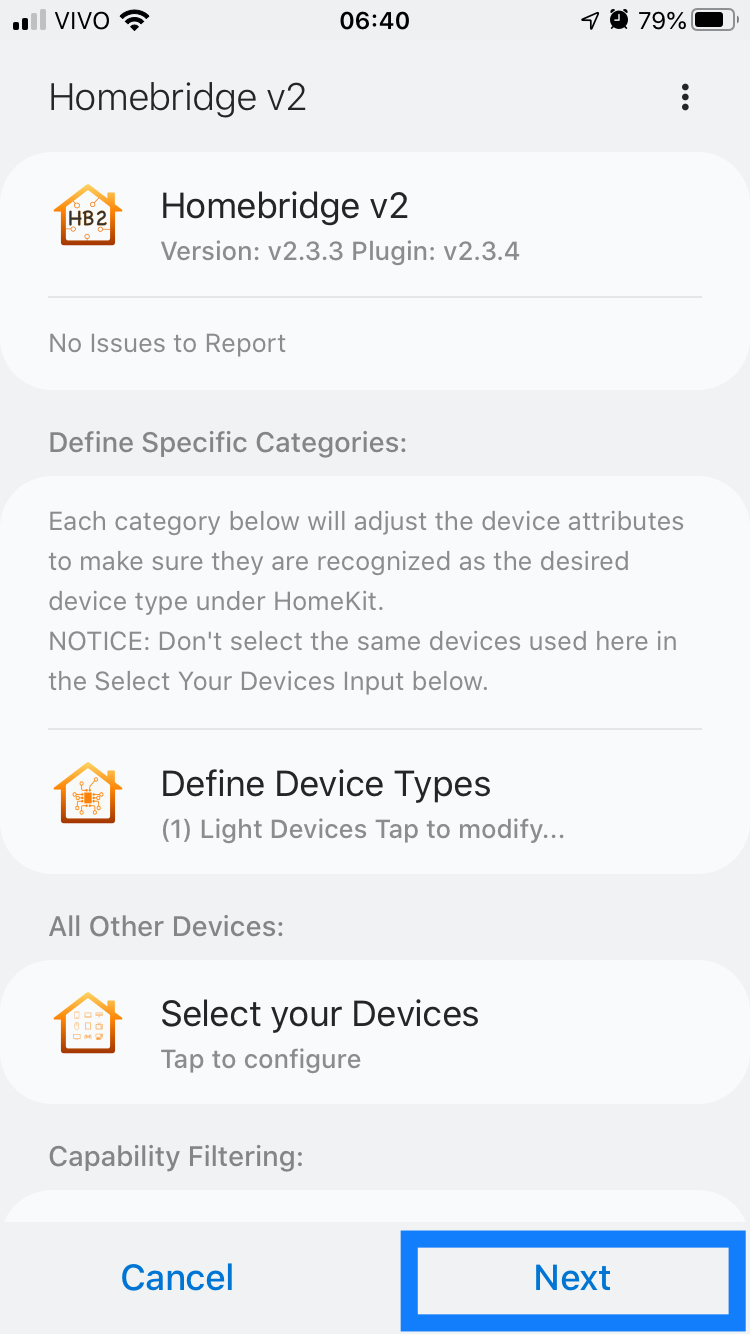 VIVO 06:40 79%
Homebridge v2
HB2
Homebridge v2
Version: v2.3.3 Plugin: v2.3.4
No Issues to Report
Define Specific Categories:
Each category below will adjust the device attributes
to make sure they are recognized as the desired
device type under HomeKit.
NOTICE: Don't select the same devices used here in
the Select Your Devices Input below.
Define Device Types
(1) Light Devices Tap to modify...
All Other Devices:
Select your Devices
Tap to configure
Capability Filtering:
Cancel Next